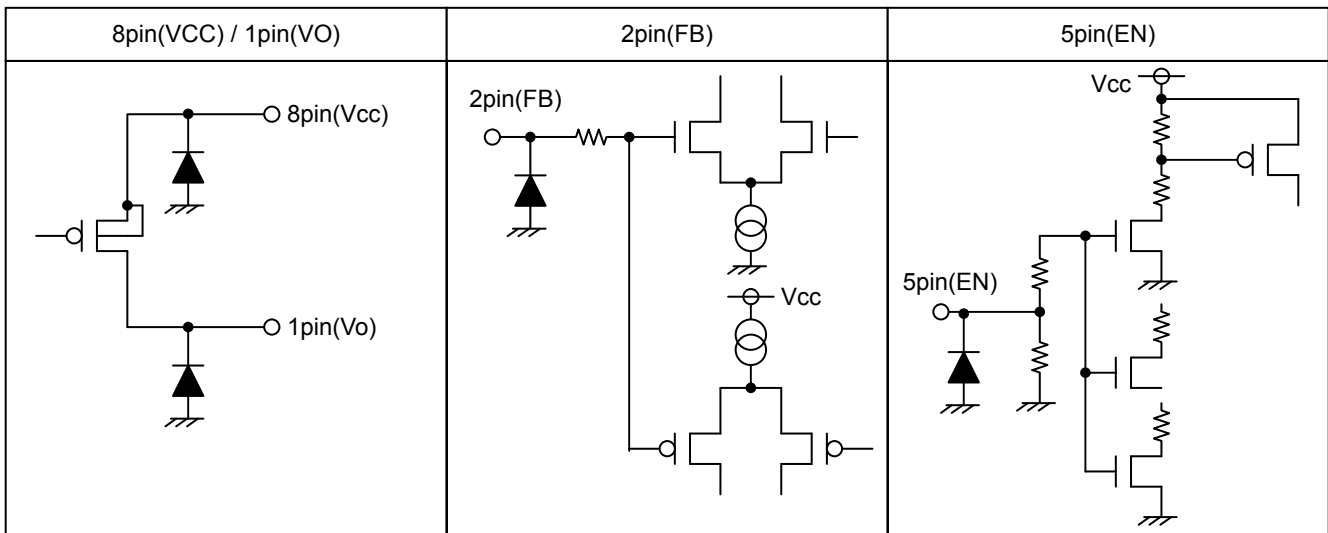 8pin(VCC) / 1pin(VO)
2pin(FB)
5pin(EN)
8pin(Vcc)
1pin(Vo)
2pin(FB)
Vcc
Vcc
5pin(EN)